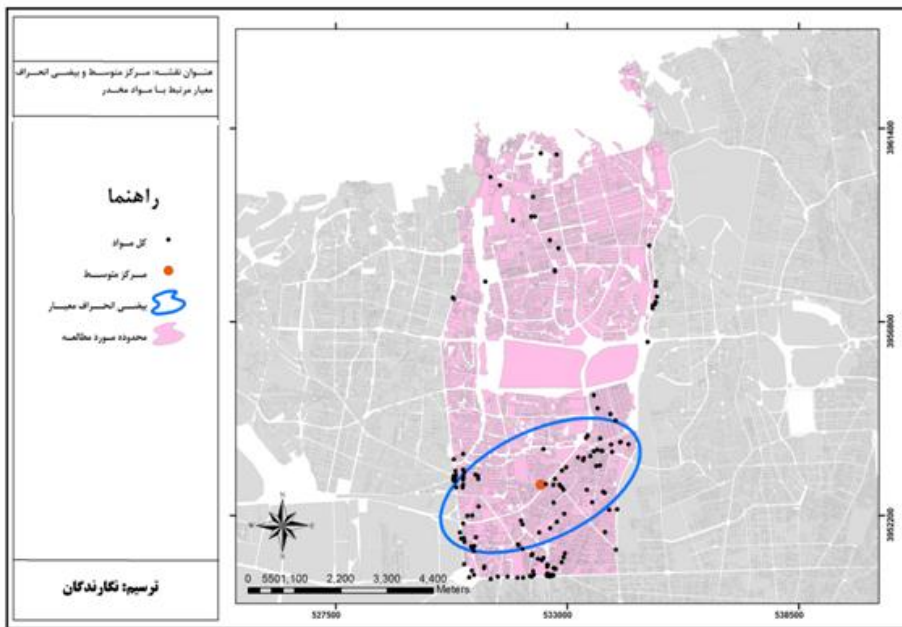 عنوان نقشه: مرکز متوسط و بیضی انحراف
معیار مرتبط با مواد مخدر
راهنما
کل مواد
مرکز متوسط
بیضی انحراف معیار
محدوده مورد مطالعه
ترسیم: نگارندگان
3961400
3956800
3952200
0 5501,100 2,200 3,300 4,400
Meters
527500 533000 538500